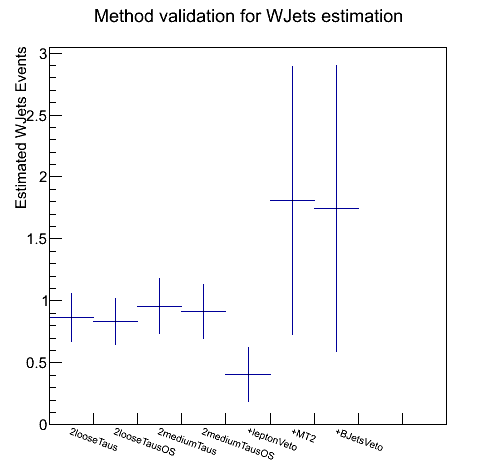 Method validation for WJets estimation
Estimated WJets Events
3
2.5
2
1.5
1
0.5
0
2looseTaus
2looseTausOS
2mediumTaus
2mediumTausOS
+leptonVeto
+MT2
+BJetsVeto